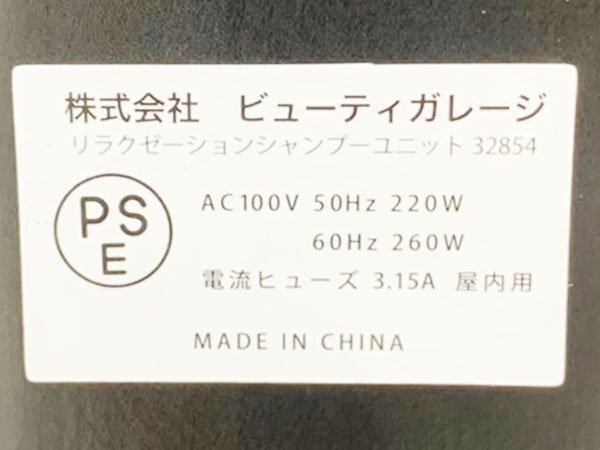 株式会社　ビューティガレージ
リラクゼーションシャンプーユニット 32854
PS
E
AC100V 50Hz 220W
60Hz 260W
電流ヒューズ 3.15A 屋内用
MADE IN CHINA